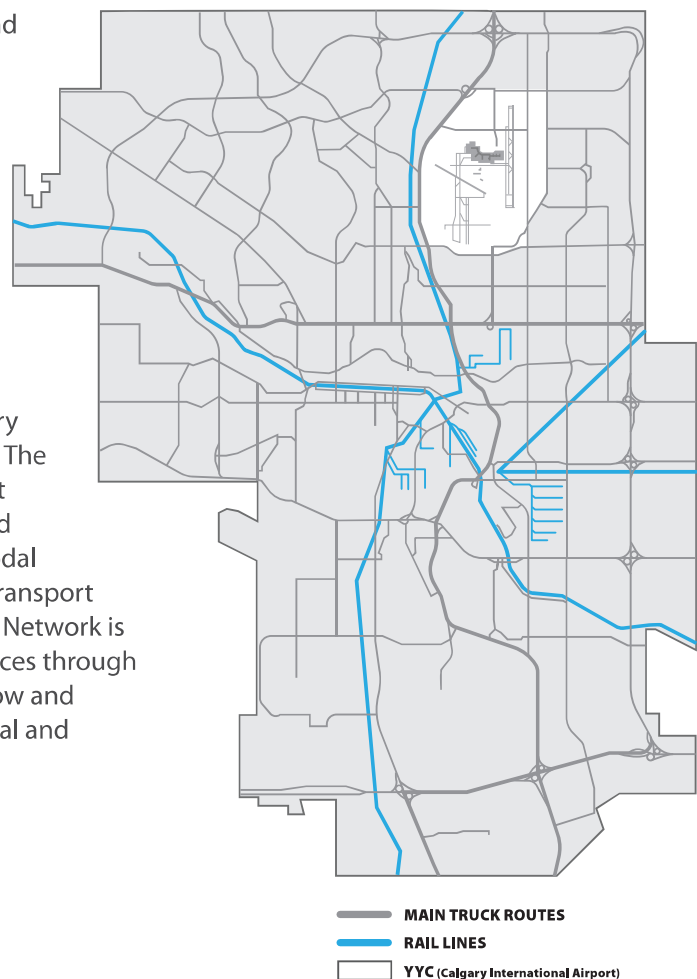 nd
ry
The
t
d
dal
ransport
Network is
ces through
ow and
al and
MAIN TRUCK ROUTES
RAIL LINES
YYC (Calgary International Airport)